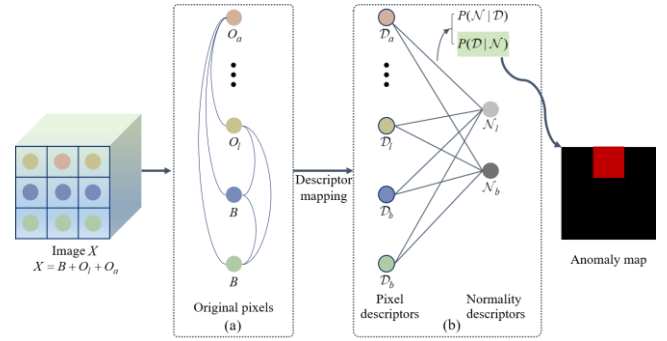 Image X
X = B + O_l + O_a
O_a
O_l
B
B
Original pixels
(a)
Descriptor
mapping
𝒟_a
𝒟_l
𝒟_b
𝒟_b
Pixel
descriptors
P(𝒩 | 𝒟)
P(𝒟 | 𝒩)
𝒩_l
𝒩_b
Normality
descriptors
(b)
Anomaly map